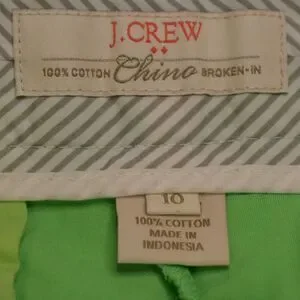 J.CREW
100% COTTON Chino BROKEN-IN
10
100% COTTON
MADE IN
INDONESIA